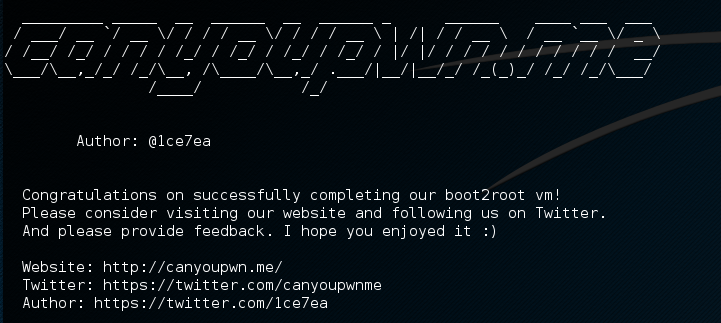 canyoupwn.me
Author: @1ce7ea
Congratulations on successfully completing our boot2root vm!
Please consider visiting our website and following us on Twitter.
And please provide feedback. I hope you enjoyed it :)
Website: http://canyoupwn.me/
Twitter: https://twitter.com/canyoupwnme
Author: https://twitter.com/1ce7ea